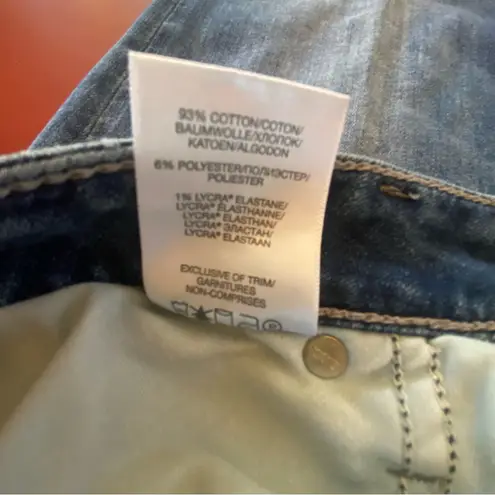 93% COTTON/COTON/
BAUMWOLLE/ХЛОПОК/
KATOEN/ALGODON
6% POLYESTER/ПОЛИЭСТЕР/
POLIESTER
1% LYCRA® ELASTANE/
LYCRA® ELASTHANNE/
LYCRA® ELASTHAN/
LYCRA® ЭЛАСТАН/
LYCRA® ELASTAAN
EXCLUSIVE OF TRIM/
GARNITURES
NON-COMPRISES